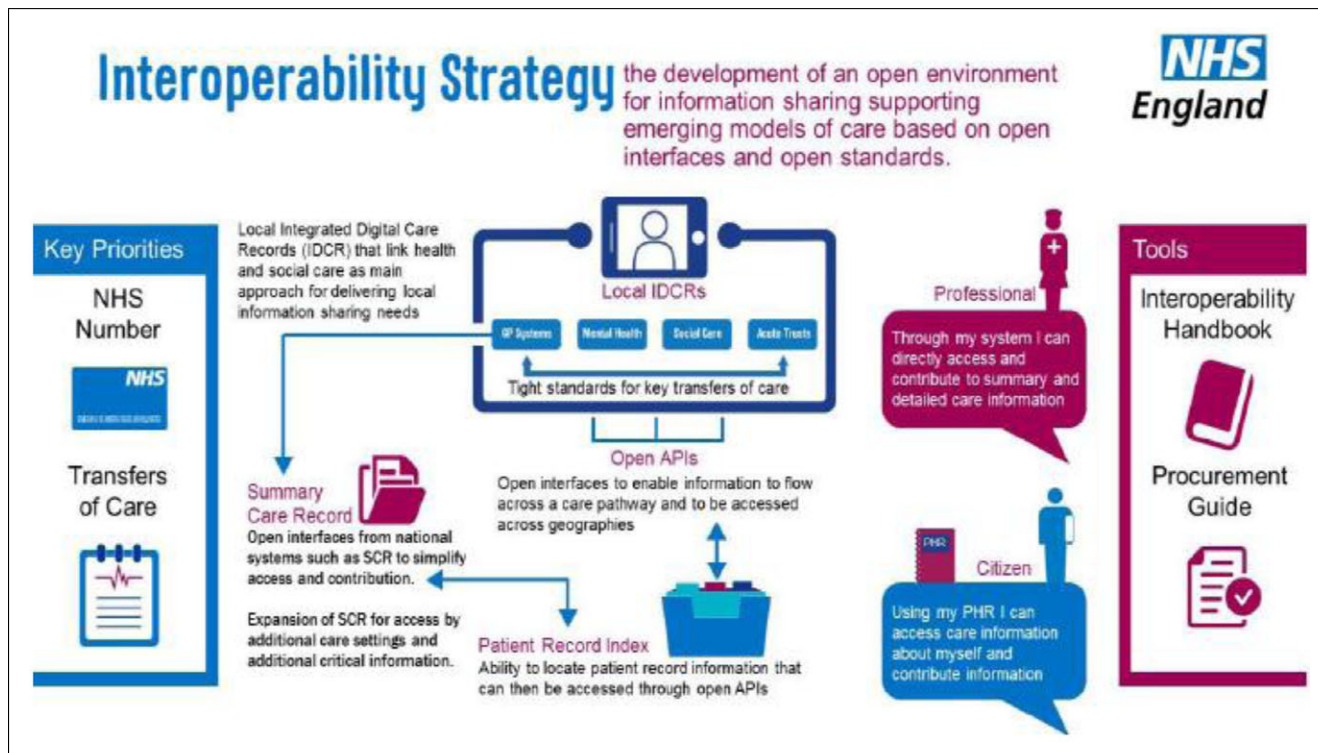 Interoperability Strategy
the development of an open environment
for information sharing supporting
emerging models of care based on open
interfaces and open standards.
NHS
England
Key Priorities
NHS
Number
NHS
Transfers
of Care
Local Integrated Digital Care
Records (IDCR) that link health
and social care as main
approach for delivering local
information sharing needs
Local IDCRs
GP Systems
Mental Health
Social Care
Acute Trusts
Tight standards for key transfers of care
Open APIs
Open interfaces to enable information to flow
across a care pathway and to be accessed
across geographies
Summary
Care Record
Open interfaces from national
systems such as SCR to simplify
access and contribution.
Expansion of SCR for access by
additional care settings and
additional critical information.
Patient Record Index
Ability to locate patient record information that
can then be accessed through open APIs
Professional
Through my system I can
directly access and
contribute to summary and
detailed care information
PHR
Citizen
Using my PHR I can
access care information
about myself and
contribute information
Tools
Interoperability
Handbook
Procurement
Guide